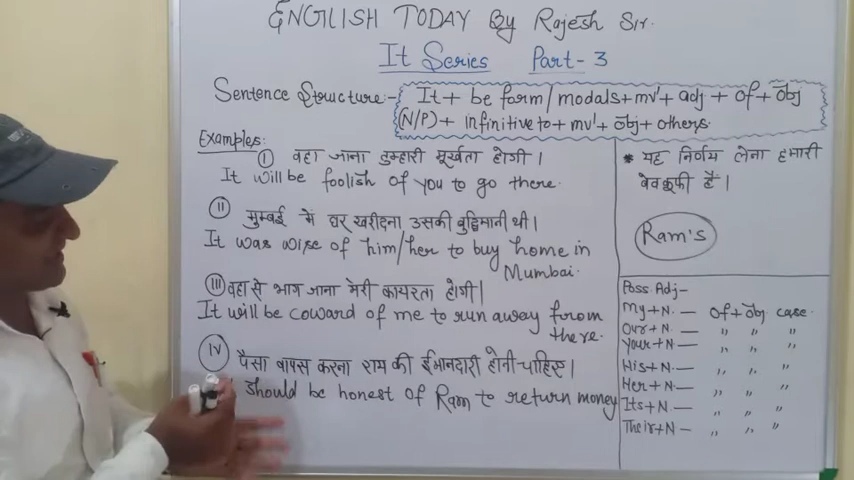 ENGLISH TODAY By Rajesh Sir.
It Series Part-3
Sentence Structure:- It + be form/modals+mv¹+adj + of + obj
(N/P) + infinitive to + mv¹ + obj + others.
Examples:
(I) वहा जाना तुम्हारी मूर्खता होगी।
It will be foolish of you to go there.
(II) मुम्बई में घर खरीदना उसकी बुद्धिमानी थी।
It was wise of him/her to buy home in
Mumbai.
(III) वहा से भाग जाना मेरी कायरता होगी।
It will be coward of me to run away from
there.
(IV) पैसा वापस करना राम की ईमानदारी होनी चाहिए।
should be honest of Ram to return money
* यह निर्णय लेना हमारी
बेवकूफी हैं।
Ram's
Poss. Adj-
My+N. — Of+obj case.
Our+N. — " " "
Your+N. — " " "
His+N. — " " "
Her+N. — " " "
Its+N. — " " "
Their+N — " " "